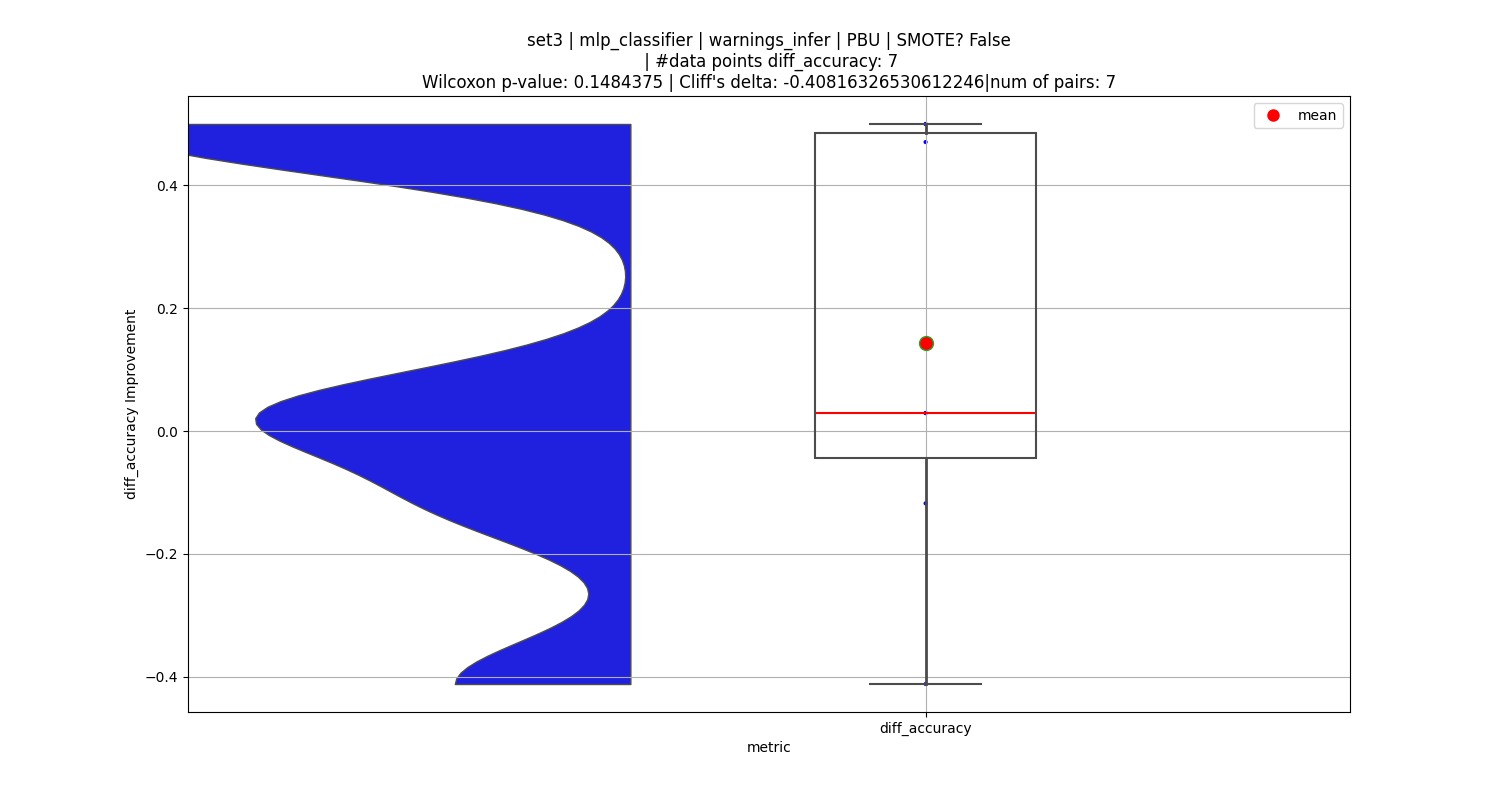 set3 | mlp_classifier | warnings_infer | PBU | SMOTE? False
| #data points diff_accuracy: 7
Wilcoxon p-value: 0.1484375 | Cliff's delta: -0.40816326530612246|num of pairs: 7
mean
0.4
0.2
0.0
−0.2
−0.4
diff_accuracy Improvement
diff_accuracy
metric